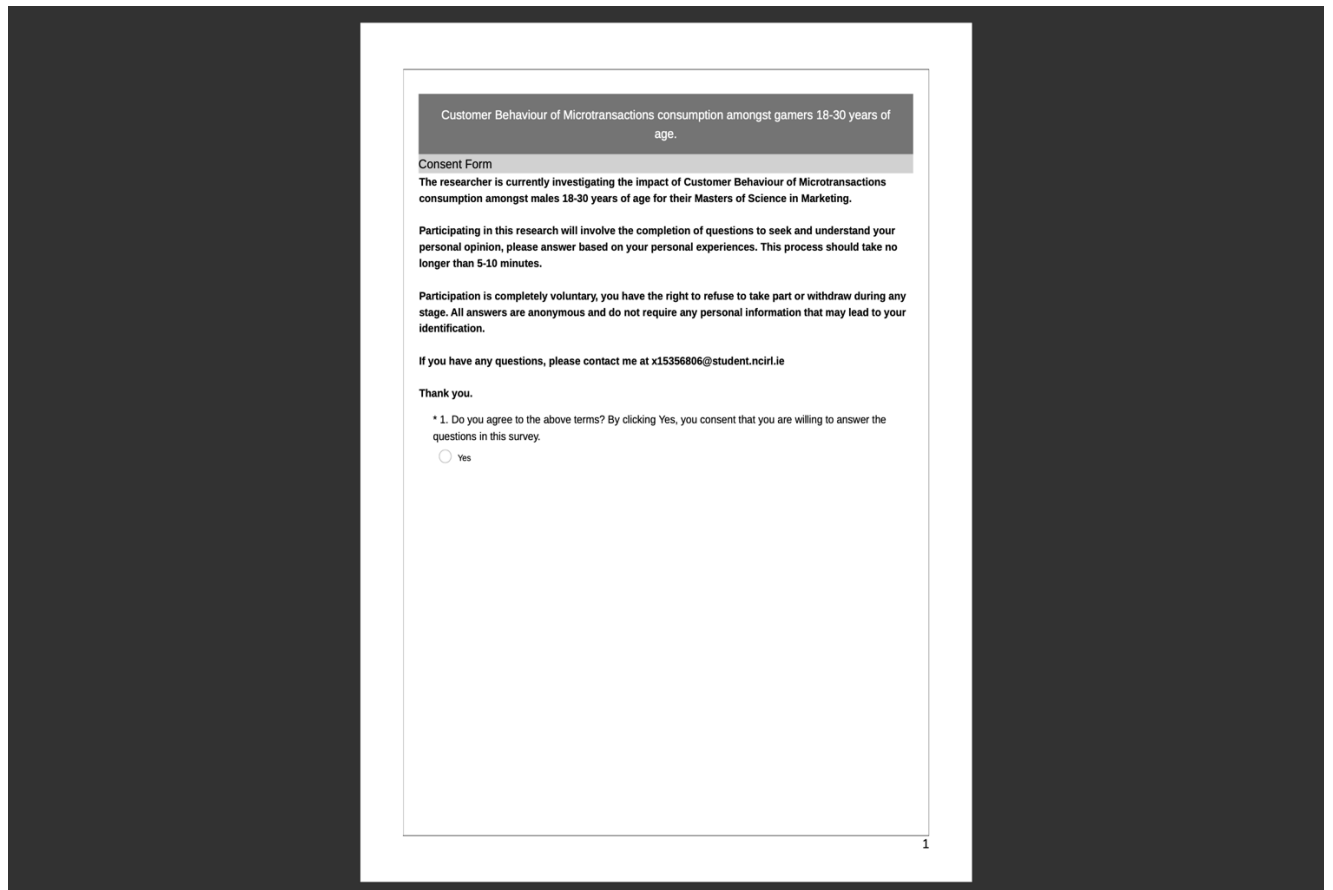 Customer Behaviour of Microtransactions consumption amongst gamers 18-30 years of
age.
Consent Form
The researcher is currently investigating the impact of Customer Behaviour of Microtransactions
consumption amongst males 18-30 years of age for their Masters of Science in Marketing.
Participating in this research will involve the completion of questions to seek and understand your
personal opinion, please answer based on your personal experiences. This process should take no
longer than 5-10 minutes.
Participation is completely voluntary, you have the right to refuse to take part or withdraw during any
stage. All answers are anonymous and do not require any personal information that may lead to your
identification.
If you have any questions, please contact me at x15356806@student.ncirl.ie
Thank you.
* 1. Do you agree to the above terms? By clicking Yes, you consent that you are willing to answer the
questions in this survey.
Yes
1